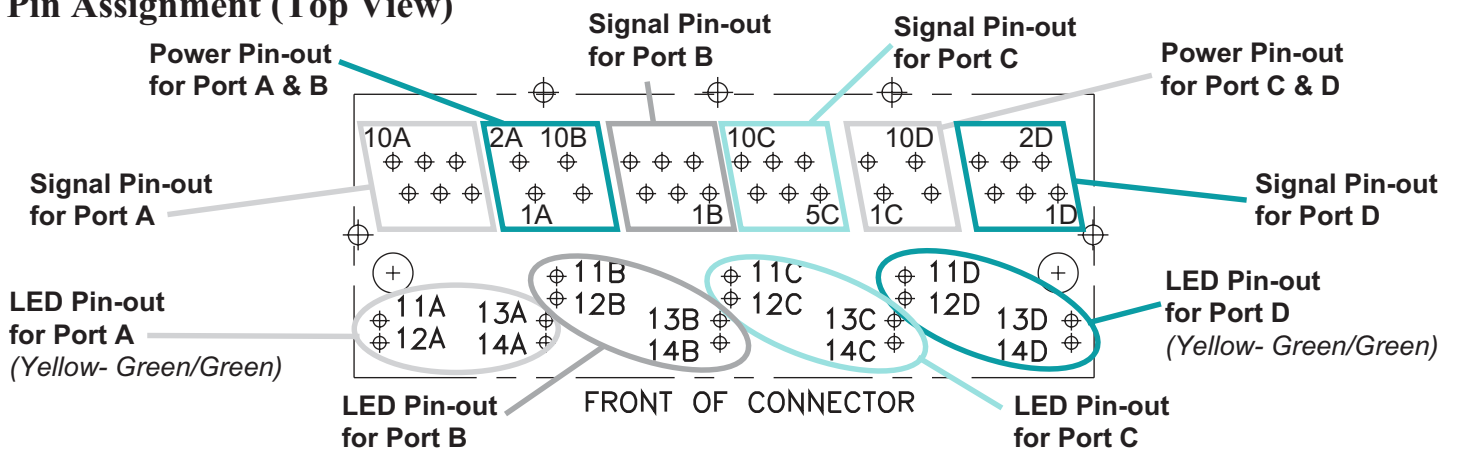 Pin Assignment (Top View)
Signal Pin-out
for Port B
Signal Pin-out
for Port C
Power Pin-out
for Port A & B
Power Pin-out
for Port C & D
10A
2A 10B
10C
10D
2D
Signal Pin-out
for Port A
1A
1B
5C
1C
1D
Signal Pin-out
for Port D
11B
12B
11C
12C
11D
12D
LED Pin-out
for Port A
(Yellow- Green/Green)
11A
12A
13A
14A
13B
14B
13C
14C
13D
14D
LED Pin-out
for Port D
(Yellow- Green/Green)
LED Pin-out
for Port B
FRONT OF CONNECTOR
LED Pin-out
for Port C